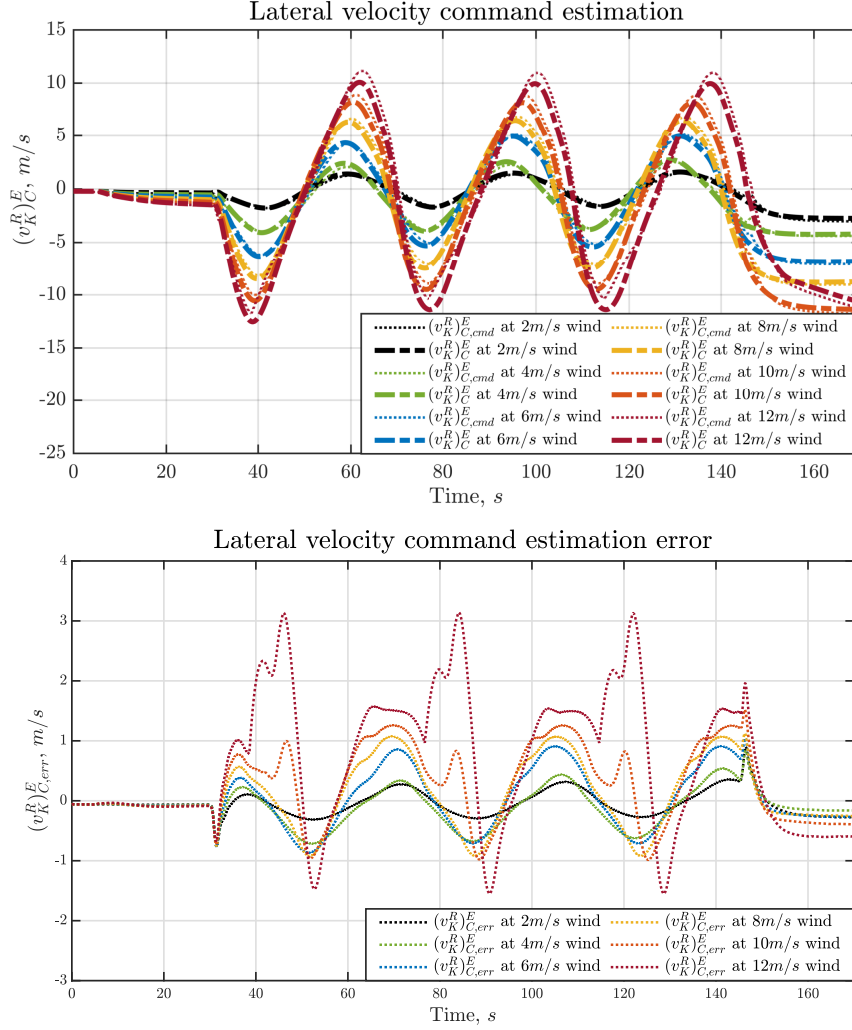 Lateral velocity command estimation
15
10
5
0
-5
-10
-15
-20
-25
(v_K^R)_C^E, m/s
(v_K^R)_{C,cmd}^E at 2m/s wind
(v_K^R)_C^E at 2m/s wind
(v_K^R)_{C,cmd}^E at 4m/s wind
(v_K^R)_C^E at 4m/s wind
(v_K^R)_{C,cmd}^E at 6m/s wind
(v_K^R)_C^E at 6m/s wind
(v_K^R)_{C,cmd}^E at 8m/s wind
(v_K^R)_C^E at 8m/s wind
(v_K^R)_{C,cmd}^E at 10m/s wind
(v_K^R)_C^E at 10m/s wind
(v_K^R)_{C,cmd}^E at 12m/s wind
(v_K^R)_C^E at 12m/s wind
0 20 40 60 80 100 120 140 160
Time, s
Lateral velocity command estimation error
4
3
2
1
0
-1
-2
-3
(v_K^R)_{C,err}^E, m/s
(v_K^R)_{C,err}^E at 2m/s wind
(v_K^R)_{C,err}^E at 4m/s wind
(v_K^R)_{C,err}^E at 6m/s wind
(v_K^R)_{C,err}^E at 8m/s wind
(v_K^R)_{C,err}^E at 10m/s wind
(v_K^R)_{C,err}^E at 12m/s wind
0 20 40 60 80 100 120 140 160
Time, s